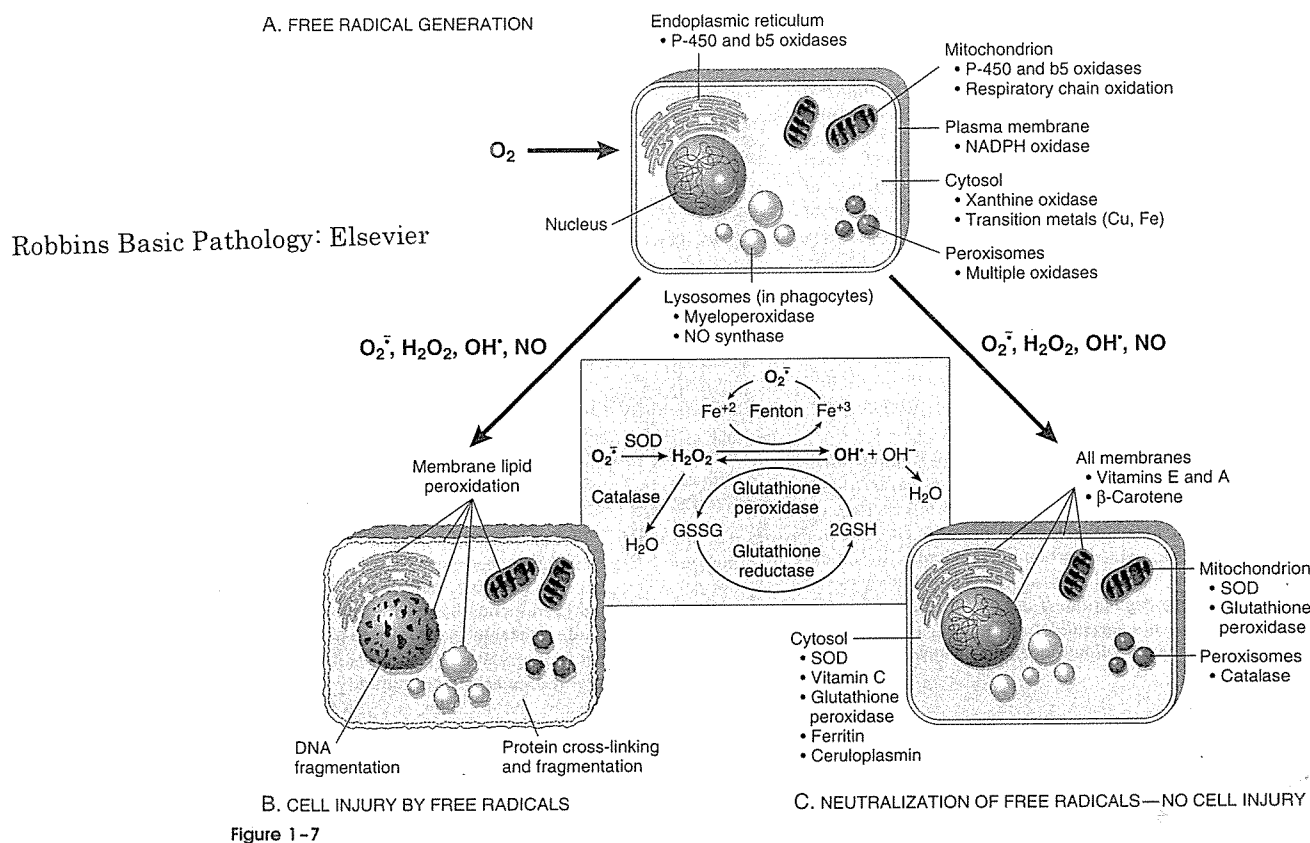 A. FREE RADICAL GENERATION
Endoplasmic reticulum
• P-450 and b5 oxidases
Mitochondrion
• P-450 and b5 oxidases
• Respiratory chain oxidation
Plasma membrane
• NADPH oxidase
O₂
Cytosol
• Xanthine oxidase
• Transition metals (Cu, Fe)
Nucleus
Robbins Basic Pathology: Elsevier
Peroxisomes
• Multiple oxidases
Lysosomes (in phagocytes)
• Myeloperoxidase
• NO synthase
O₂•̄, H₂O₂, OH•, NO
O₂•̄, H₂O₂, OH•, NO
O₂•̄
Fe⁺² Fenton Fe⁺³
SOD
O₂•̄ H₂O₂ OH• + OH⁻
H₂O
Catalase
Glutathione
peroxidase
H₂O
GSSG 2GSH
Glutathione
reductase
Membrane lipid
peroxidation
DNA
fragmentation
Protein cross-linking
and fragmentation
B. CELL INJURY BY FREE RADICALS
All membranes
• Vitamins E and A
• β-Carotene
Mitochondrion
• SOD
• Glutathione
peroxidase
Peroxisomes
• Catalase
Cytosol
• SOD
• Vitamin C
• Glutathione
peroxidase
• Ferritin
• Ceruloplasmin
C. NEUTRALIZATION OF FREE RADICALS—NO CELL INJURY
Figure 1-7